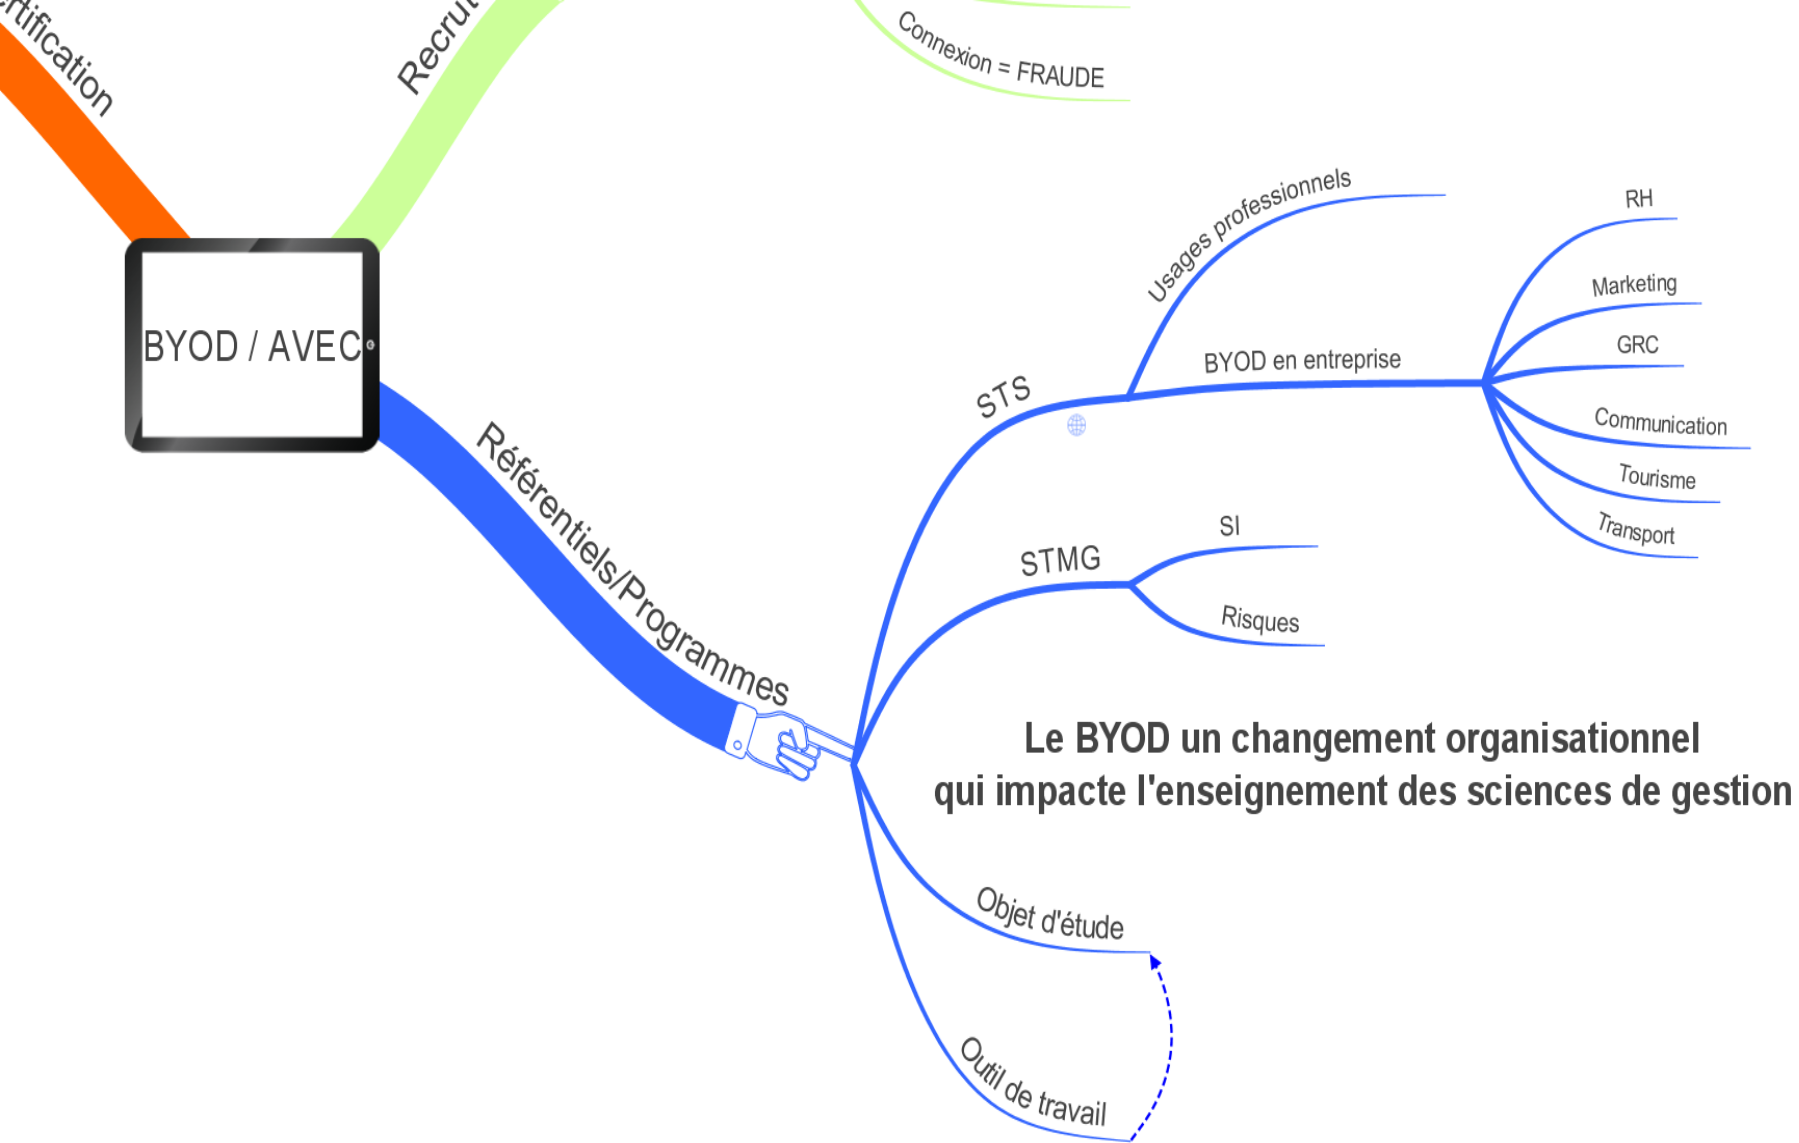 Connexion = FRAUDE
BYOD / AVEC
Référentiels/Programmes
STS
Usages professionnels
BYOD en entreprise
RH
Marketing
GRC
Communication
Tourisme
Transport
STMG
SI
Risques
Le BYOD un changement organisationnel
qui impacte l'enseignement des sciences de gestion
Objet d'étude
Outil de travail